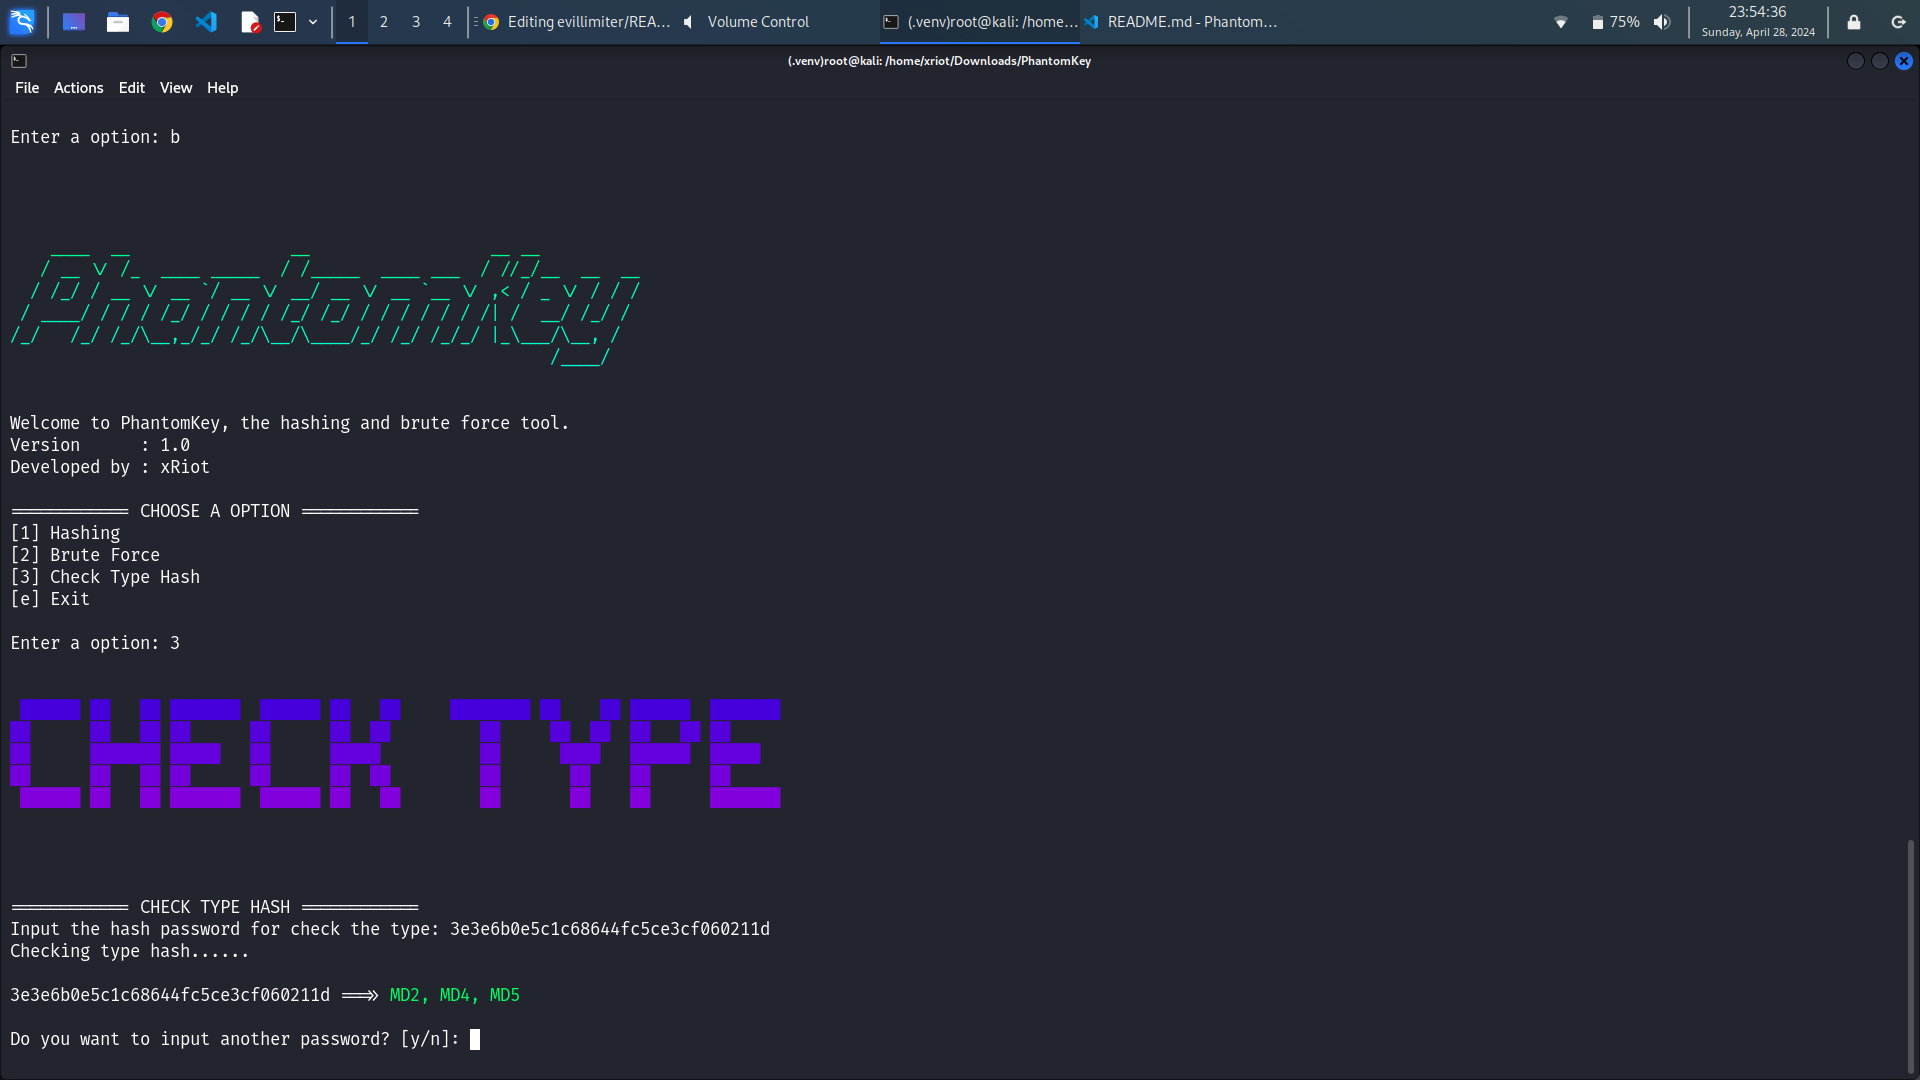 1 2 3 4 Editing evillimiter/REA... Volume Control (.venv)root@kali: /home... README.md - Phantom... 75% 23:54:36
Sunday, April 28, 2024
(.venv)root@kali: /home/xriot/Downloads/PhantomKey
File Actions Edit View Help
Enter a option: b
PhantomKey
Welcome to PhantomKey, the hashing and brute force tool.
Version : 1.0
Developed by : xRiot
============ CHOOSE A OPTION ============
[1] Hashing
[2] Brute Force
[3] Check Type Hash
[e] Exit
Enter a option: 3
CHECK TYPE
============ CHECK TYPE HASH ============
Input the hash password for check the type: 3e3e6b0e5c1c68644fc5ce3cf060211d
Checking type hash......
3e3e6b0e5c1c68644fc5ce3cf060211d ===>> MD2, MD4, MD5
Do you want to input another password? [y/n]: